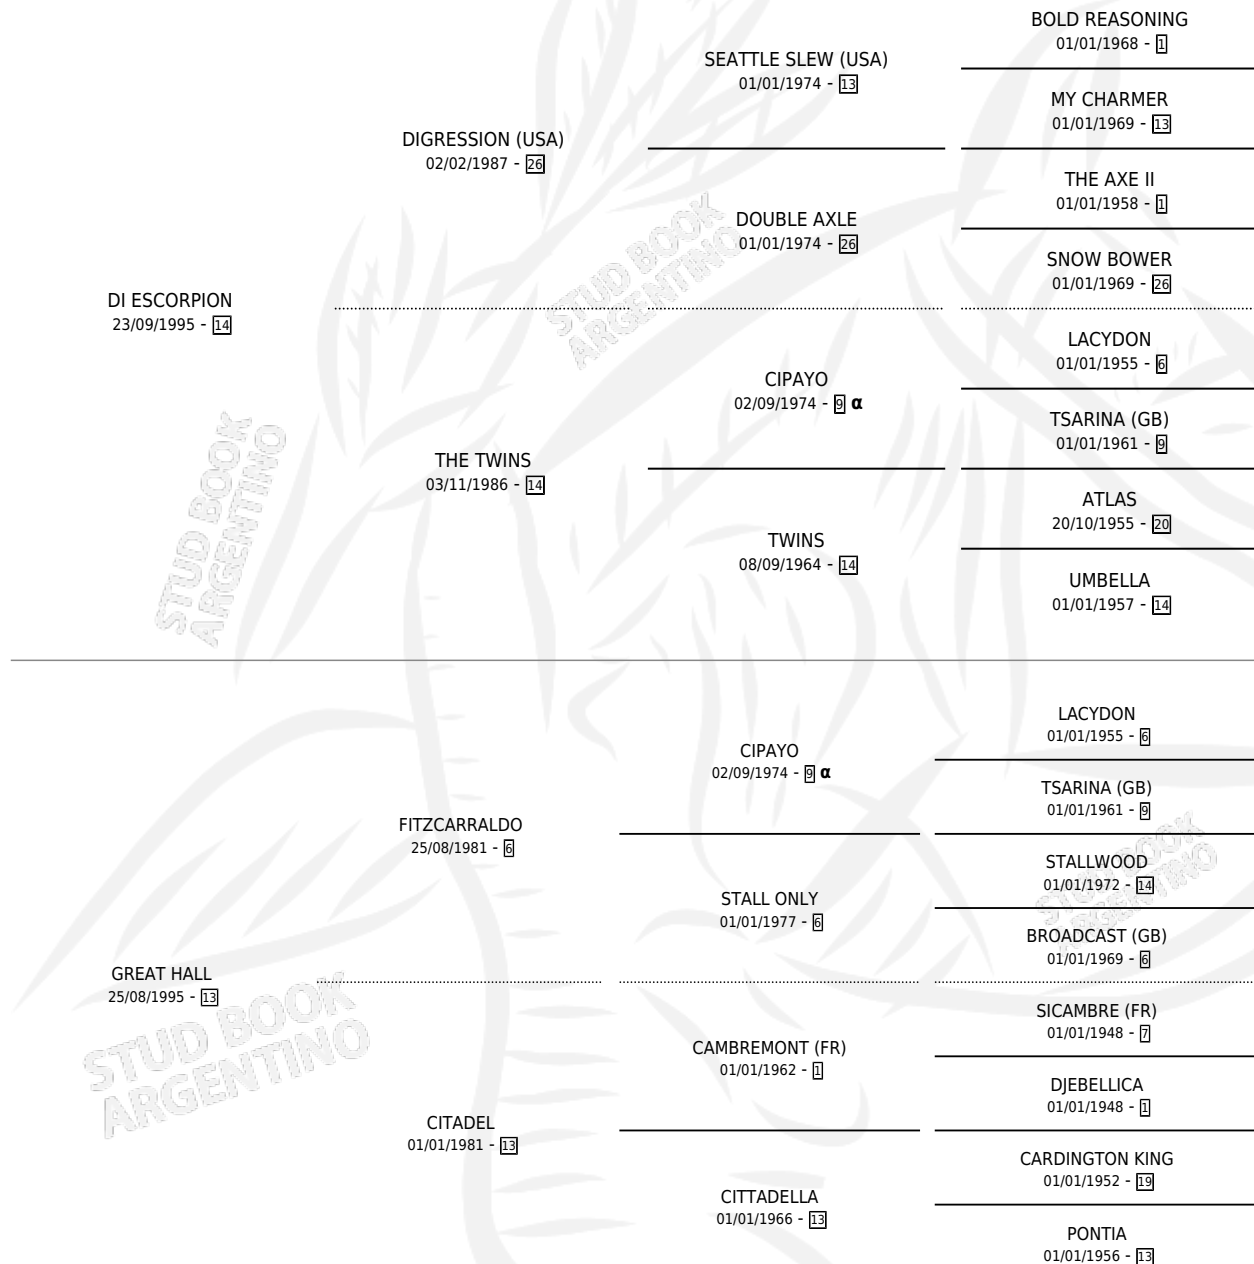 BOLD REASONING
01/01/1968 - 1
SEATTLE SLEW (USA)
01/01/1974 - 13
MY CHARMER
01/01/1969 - 13
DIGRESSION (USA)
02/02/1987 - 26
THE AXE II
01/01/1958 - 1
DOUBLE AXLE
01/01/1974 - 26
SNOW BOWER
01/01/1969 - 26
STUD BOOK
ARGENTINO
DI ESCORPION
23/09/1995 - 14
LACYDON
01/01/1955 - 6
CIPAYO
02/09/1974 - 9 α
TSARINA (GB)
01/01/1961 - 9
THE TWINS
03/11/1986 - 14
ATLAS
20/10/1955 - 20
TWINS
08/09/1964 - 14
UMBELLA
01/01/1957 - 14
STUD BOOK
ARGENTINO
LACYDON
01/01/1955 - 6
CIPAYO
02/09/1974 - 9 α
TSARINA (GB)
01/01/1961 - 9
FITZCARRALDO
25/08/1981 - 6
STALLWOOD
01/01/1972 - 14
STALL ONLY
01/01/1977 - 6
BROADCAST (GB)
01/01/1969 - 6
STUD BOOK
ARGENTINO
GREAT HALL
25/08/1995 - 13
SICAMBRE (FR)
01/01/1948 - 7
CAMBREMONT (FR)
01/01/1962 - 1
DJEBELLICA
01/01/1948 - 1
CITADEL
01/01/1981 - 13
CARDINGTON KING
01/01/1952 - 19
CITTADELLA
01/01/1966 - 13
PONTIA
01/01/1956 - 13
STUD BOOK
ARGENTINO